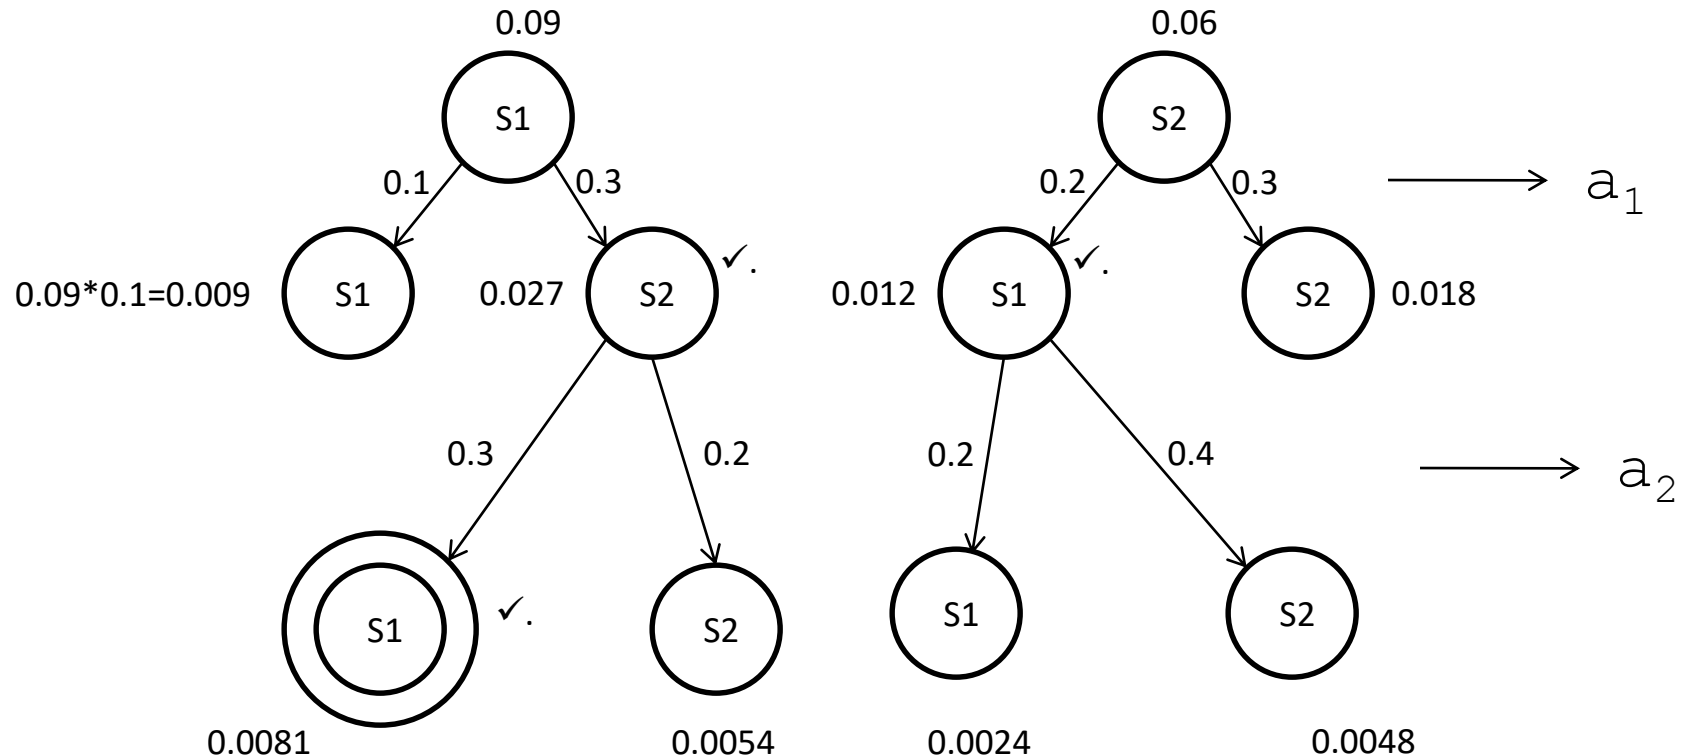 0.09 0.06
S1 S2
0.1 0.3 0.2 0.3 a₁
0.09*0.1=0.009 S1 0.027 S2 ✓. 0.012 S1 ✓. S2 0.018
0.3 0.2 0.2 0.4 a₂
S1 ✓. S2 S1 S2
0.0081 0.0054 0.0024 0.0048